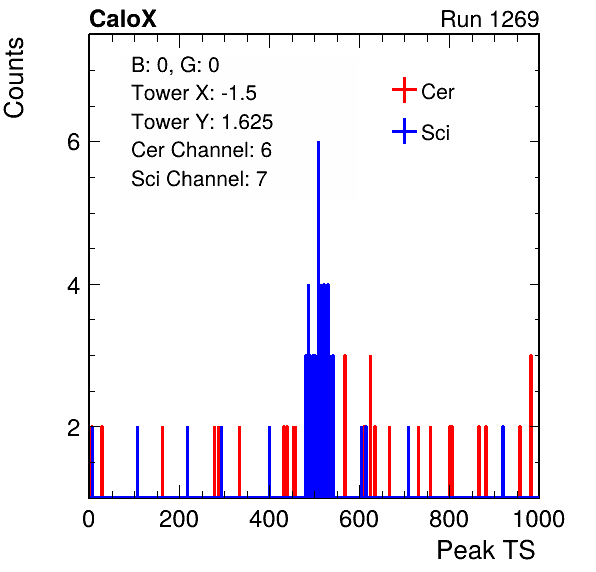 CaloX Run 1269
Counts
B: 0, G: 0
Tower X: -1.5
Tower Y: 1.625
Cer Channel: 6
Sci Channel: 7
Cer
Sci
6
4
2
0 200 400 600 800 1000
Peak TS